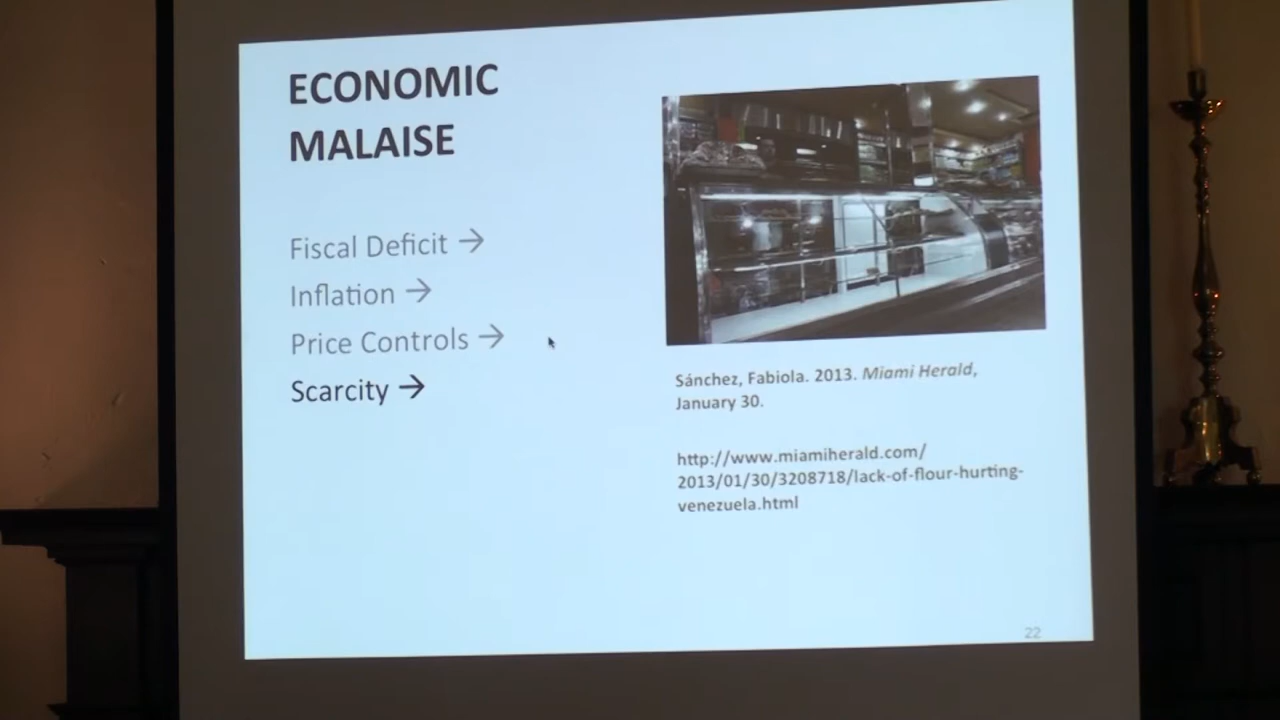 ECONOMIC
MALAISE
Fiscal Deficit →
Inflation →
Price Controls →
Scarcity →
Sánchez, Fabiola. 2013. Miami Herald,
January 30.
http://www.miamiherald.com/
2013/01/30/3208718/lack-of-flour-hurting-
venezuela.html
22